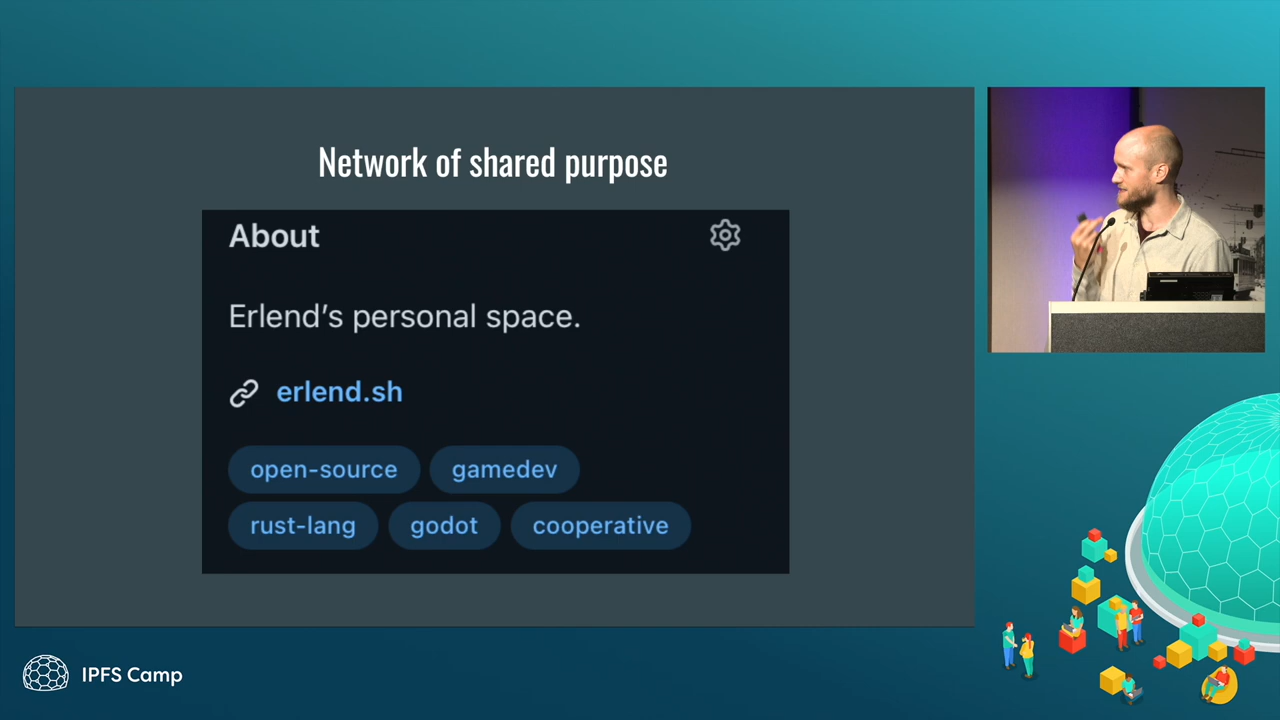 Network of shared purpose
About
Erlend’s personal space.
erlend.sh
open-source gamedev
rust-lang godot cooperative
IPFS Camp